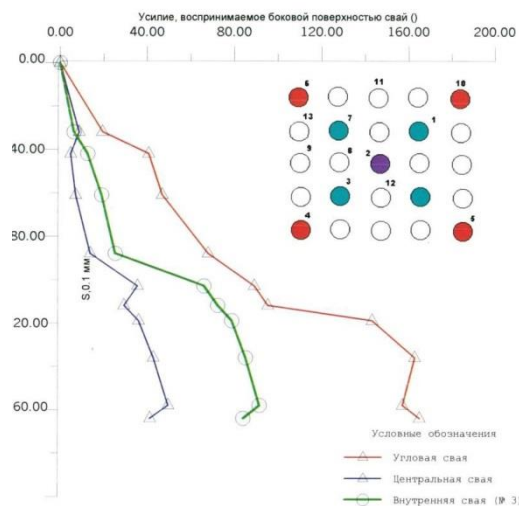 Усилие, воспринимаемое боковой поверхностью свай ()
0.00 40.00 80.00 120.00 160.00 200.00
0.00
40.00
80.00
20.00
60.00
S,0.1 мм
6 11 10
13 7 1
9 8 2
3 12
4 5
Условные обозначения
Угловая свая
Центральная свая
Внутренняя свая (№ 3)